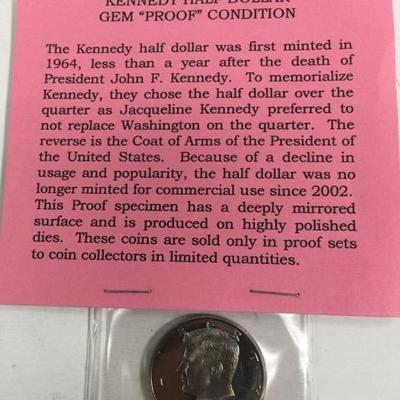 KENNEDY HALF DOLLAR
GEM “PROOF” CONDITION
The Kennedy half dollar was first minted in
1964, less than a year after the death of
President John F. Kennedy. To memorialize
Kennedy, they chose the half dollar over the
quarter as Jacqueline Kennedy preferred to
not replace Washington on the quarter. The
reverse is the Coat of Arms of the President of
the United States. Because of a decline in
usage and popularity, the half dollar was no
longer minted for commercial use since 2002.
This Proof specimen has a deeply mirrored
surface and is produced on highly polished
dies. These coins are sold only in proof sets
to coin collectors in limited quantities.